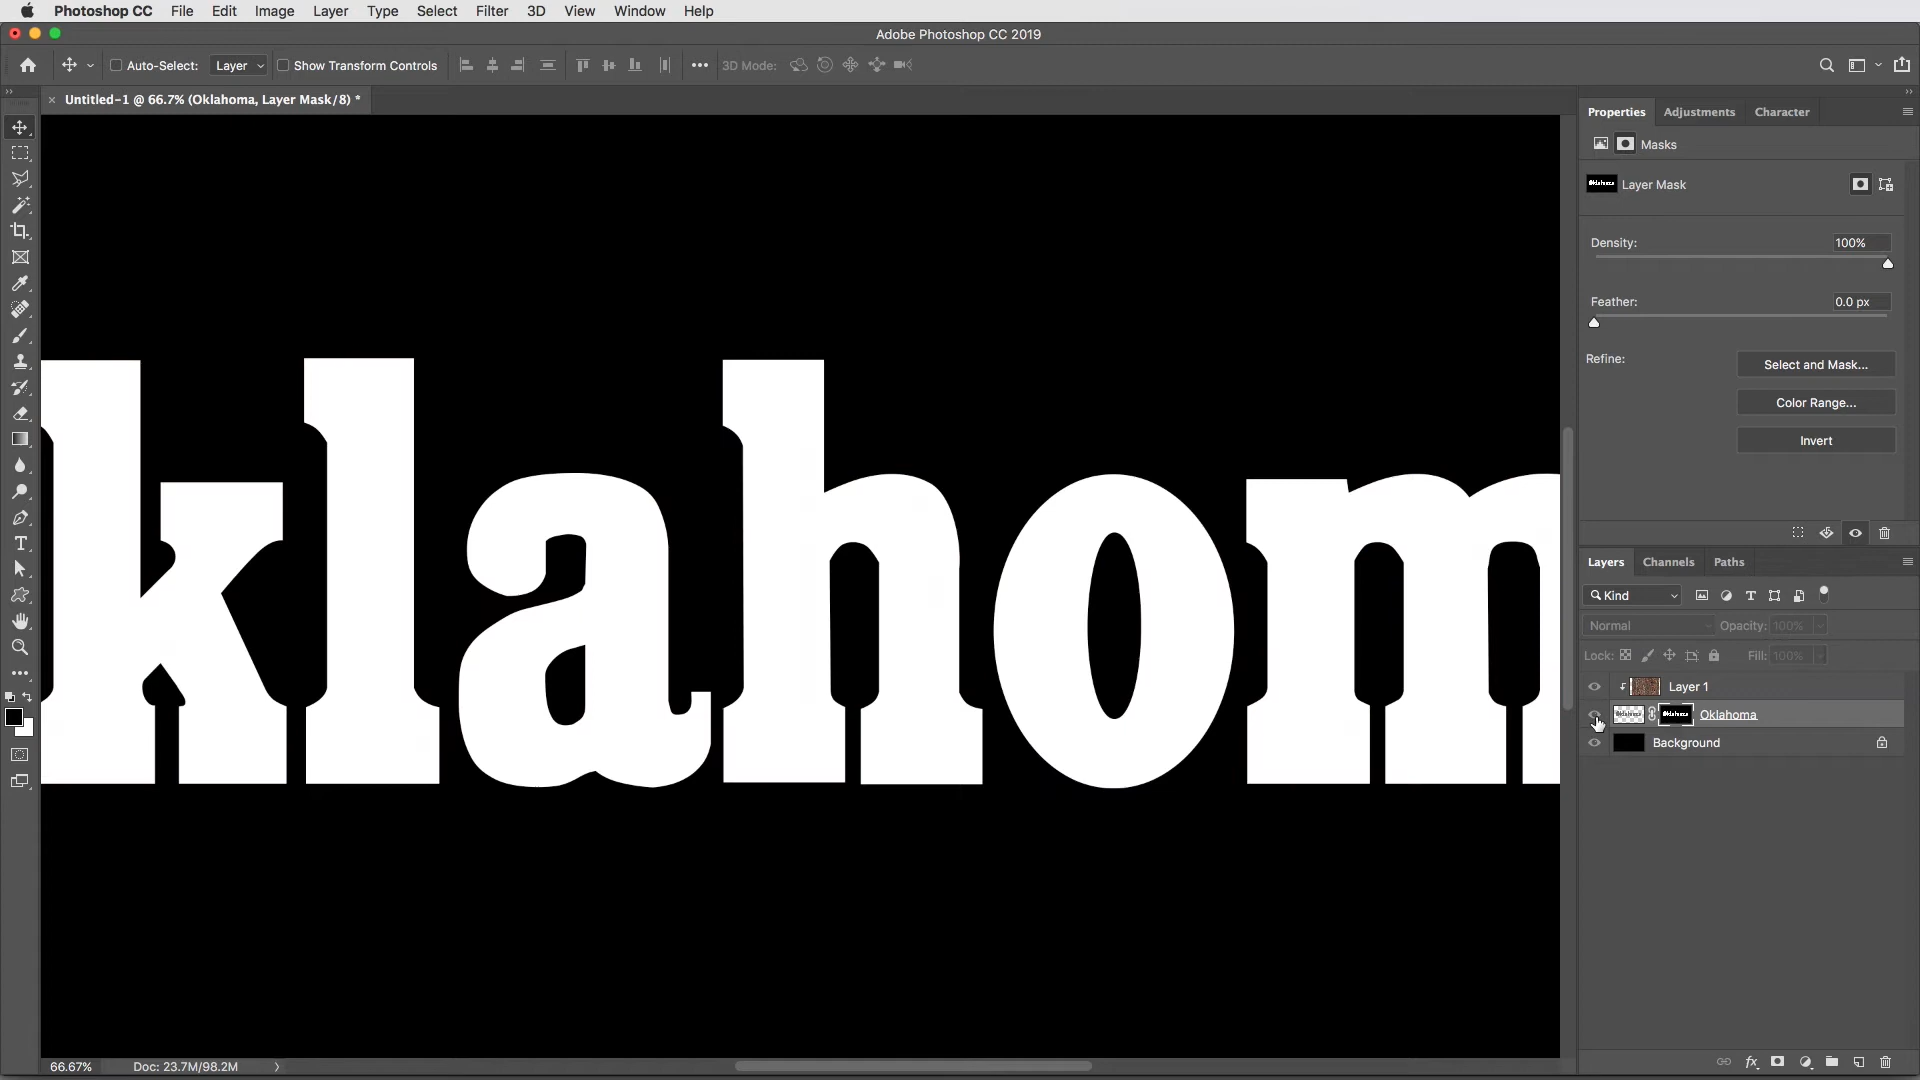 Photoshop CC File Edit Image Layer Type Select Filter 3D View Window Help
Adobe Photoshop CC 2019
Auto-Select: Layer Show Transform Controls 3D Mode:
Untitled-1 @ 66.7% (Oklahoma, Layer Mask/8) *
Properties Adjustments Character
Masks
Layer Mask
Density: 100%
Feather: 0.0 px
Refine: Select and Mask...
Color Range...
Invert
klahom
Layers Channels Paths
Kind
Normal Opacity: 100%
Lock: Fill: 100%
Layer 1
Oklahoma
Background
66.67% Doc: 23.7M/98.2M